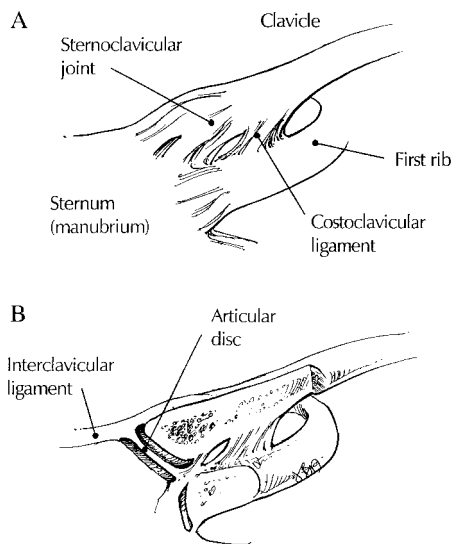 A
Clavicle
Sternoclavicular
joint
First rib
Sternum
(manubrium)
Costoclavicular
ligament
B
Articular
disc
Interclavicular
ligament